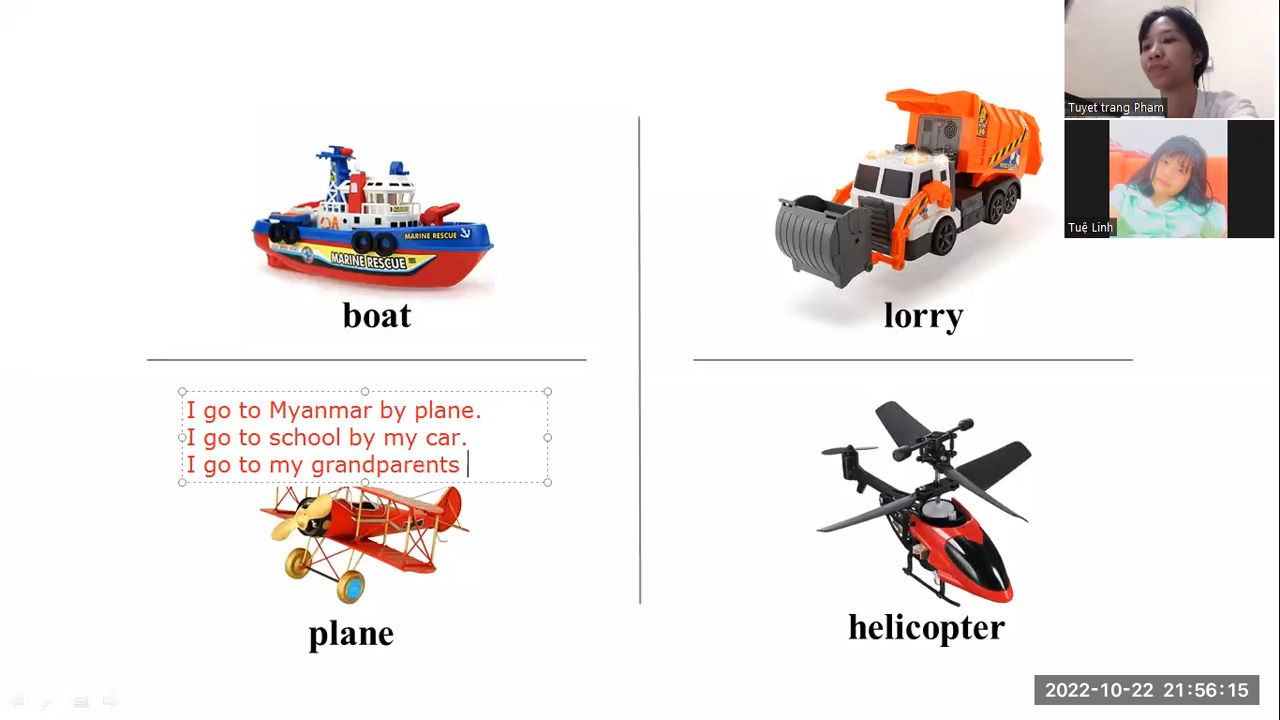 Tuyet trang Pham
Tuệ Linh
MARINE RESCUE
MARINE RESCUE
boat
lorry
I go to Myanmar by plane.
I go to school by my car.
I go to my grandparents
plane
helicopter
2022-10-22 21:56:15